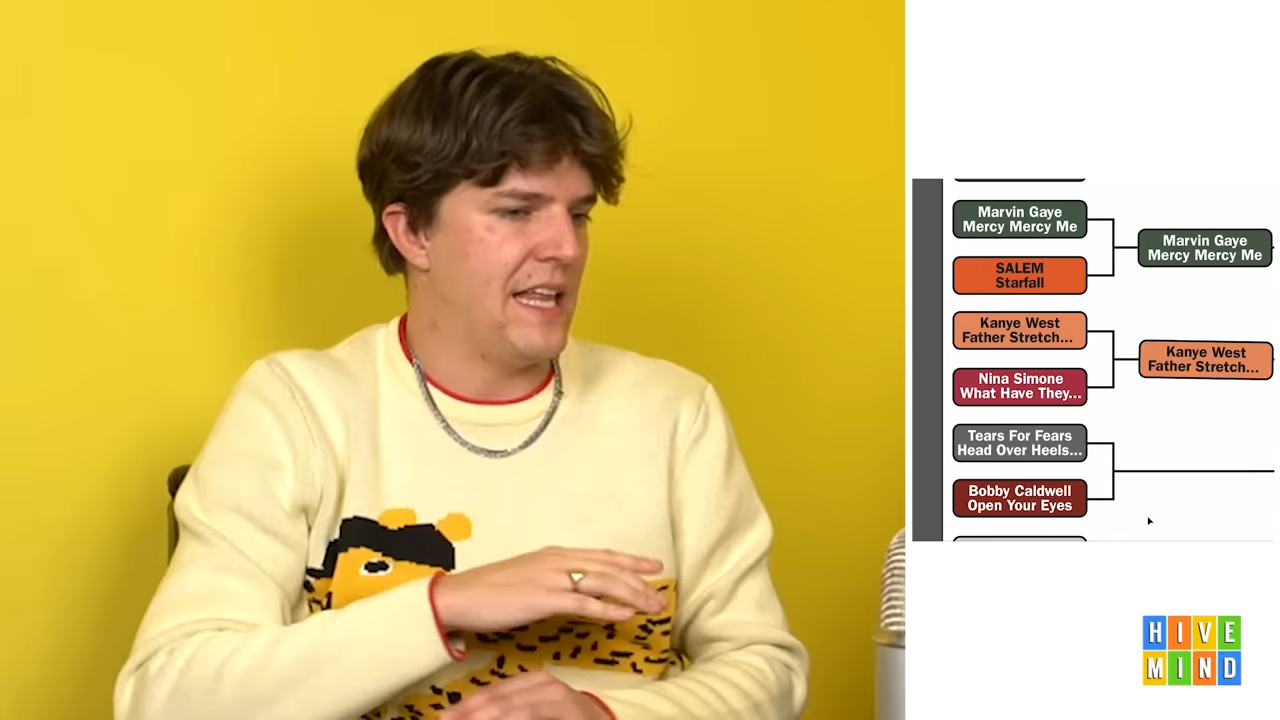 Marvin Gaye
Mercy Mercy Me
SALEM
Starfall
Marvin Gaye
Mercy Mercy Me
Kanye West
Father Stretch...
Nina Simone
What Have They...
Kanye West
Father Stretch...
Tears For Fears
Head Over Heels...
Bobby Caldwell
Open Your Eyes
HIVE
MIND